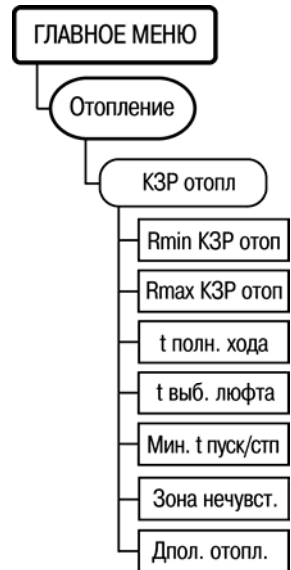 ГЛАВНОЕ МЕНЮ
Отопление
КЗР отопл
Rmin КЗР отоп
Rmax КЗР отоп
t полн. хода
t выб. люфта
Мин. t пуск/стп
Зона нечувст.
Дпол. отопл.